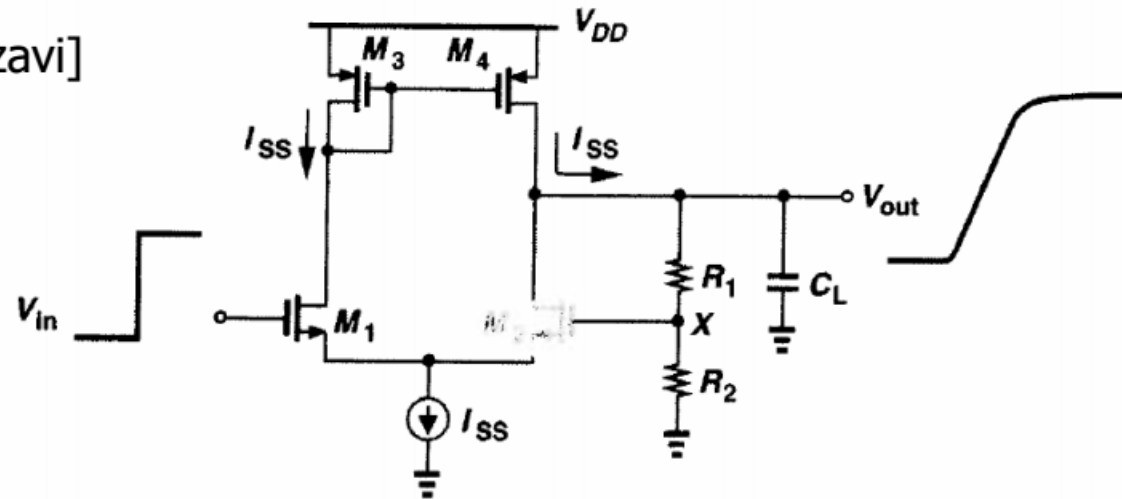 zavi]
V_DD
M_3 M_4
I_SS I_SS
V_out
R_1 C_L
V_in
M_1 X
R_2
I_SS